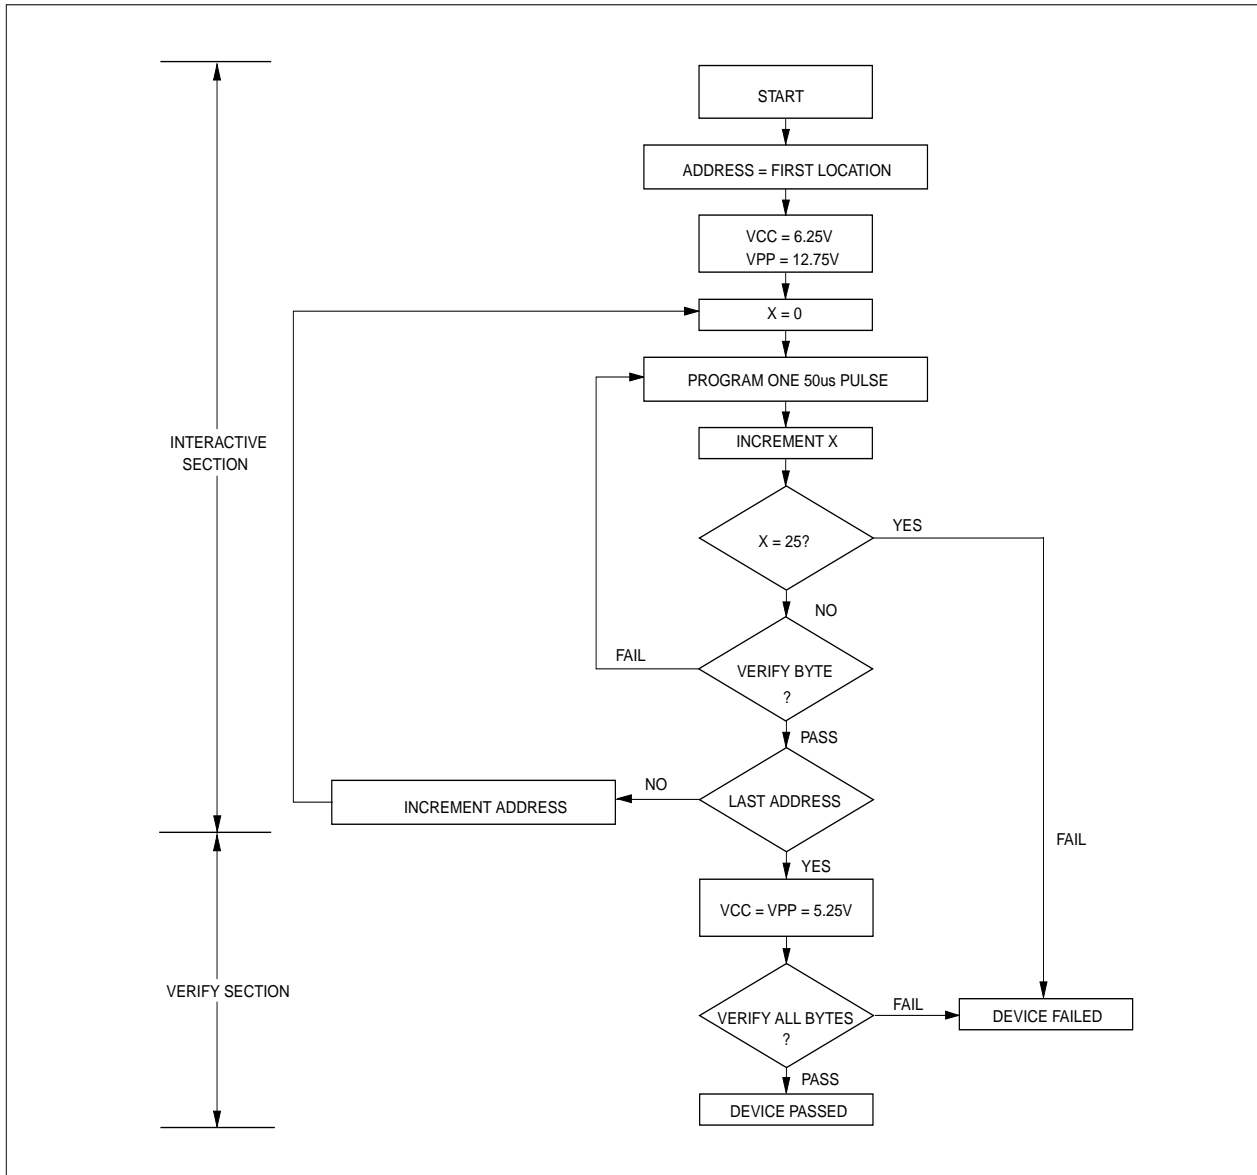 START
ADDRESS = FIRST LOCATION
VCC = 6.25V
VPP = 12.75V
X = 0
PROGRAM ONE 50us PULSE
INTERACTIVE
SECTION
INCREMENT X
X = 25?
YES
NO
FAIL
VERIFY BYTE
?
PASS
NO
INCREMENT ADDRESS
LAST ADDRESS
FAIL
YES
VCC = VPP = 5.25V
VERIFY SECTION
VERIFY ALL BYTES
?
FAIL
DEVICE FAILED
PASS
DEVICE PASSED